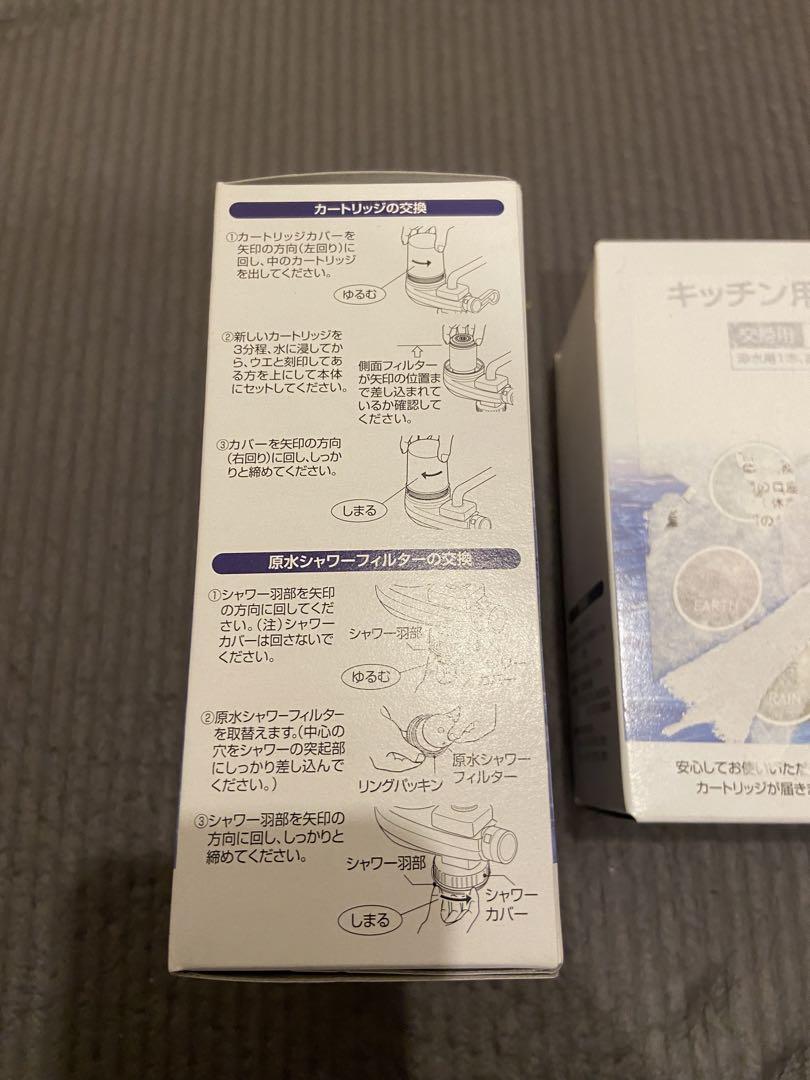 カートリッジの交換
①カートリッジカバーを
矢印の方向(左回り)に
回し、中のカートリッジ
を出してください。
ゆるむ
②新しいカートリッジを
3分程、水に浸してか
ら、ウエと刻印してあ
る方を上にして本体
にセットしてください。
側面フィルター
が矢印の位置ま
で差し込まれて
いるか確認して
ください。
③カバーを矢印の方向
(右回り)に回し、しっか
りと締めてください。
しまる
原水シャワーフィルターの交換
①シャワー羽部を矢印
の方向に回してくだ
さい。(注)シャワー
カバーは回さないで
ください。
シャワー羽部
シャワー
カバー
ゆるむ
②原水シャワーフィルター
を取替えます。(中心の
穴をシャワーの突起部
にしっかり差し込んで
ください。)
リングパッキン
原水シャワー
フィルター
③シャワー羽部を矢印の
方向に回し、しっかりと
締めてください。
シャワー羽部
シャワー
カバー
しまる
キッチン用
交換用
EARTH
RAIN
安心してお使いいただ
カートリッジが届き